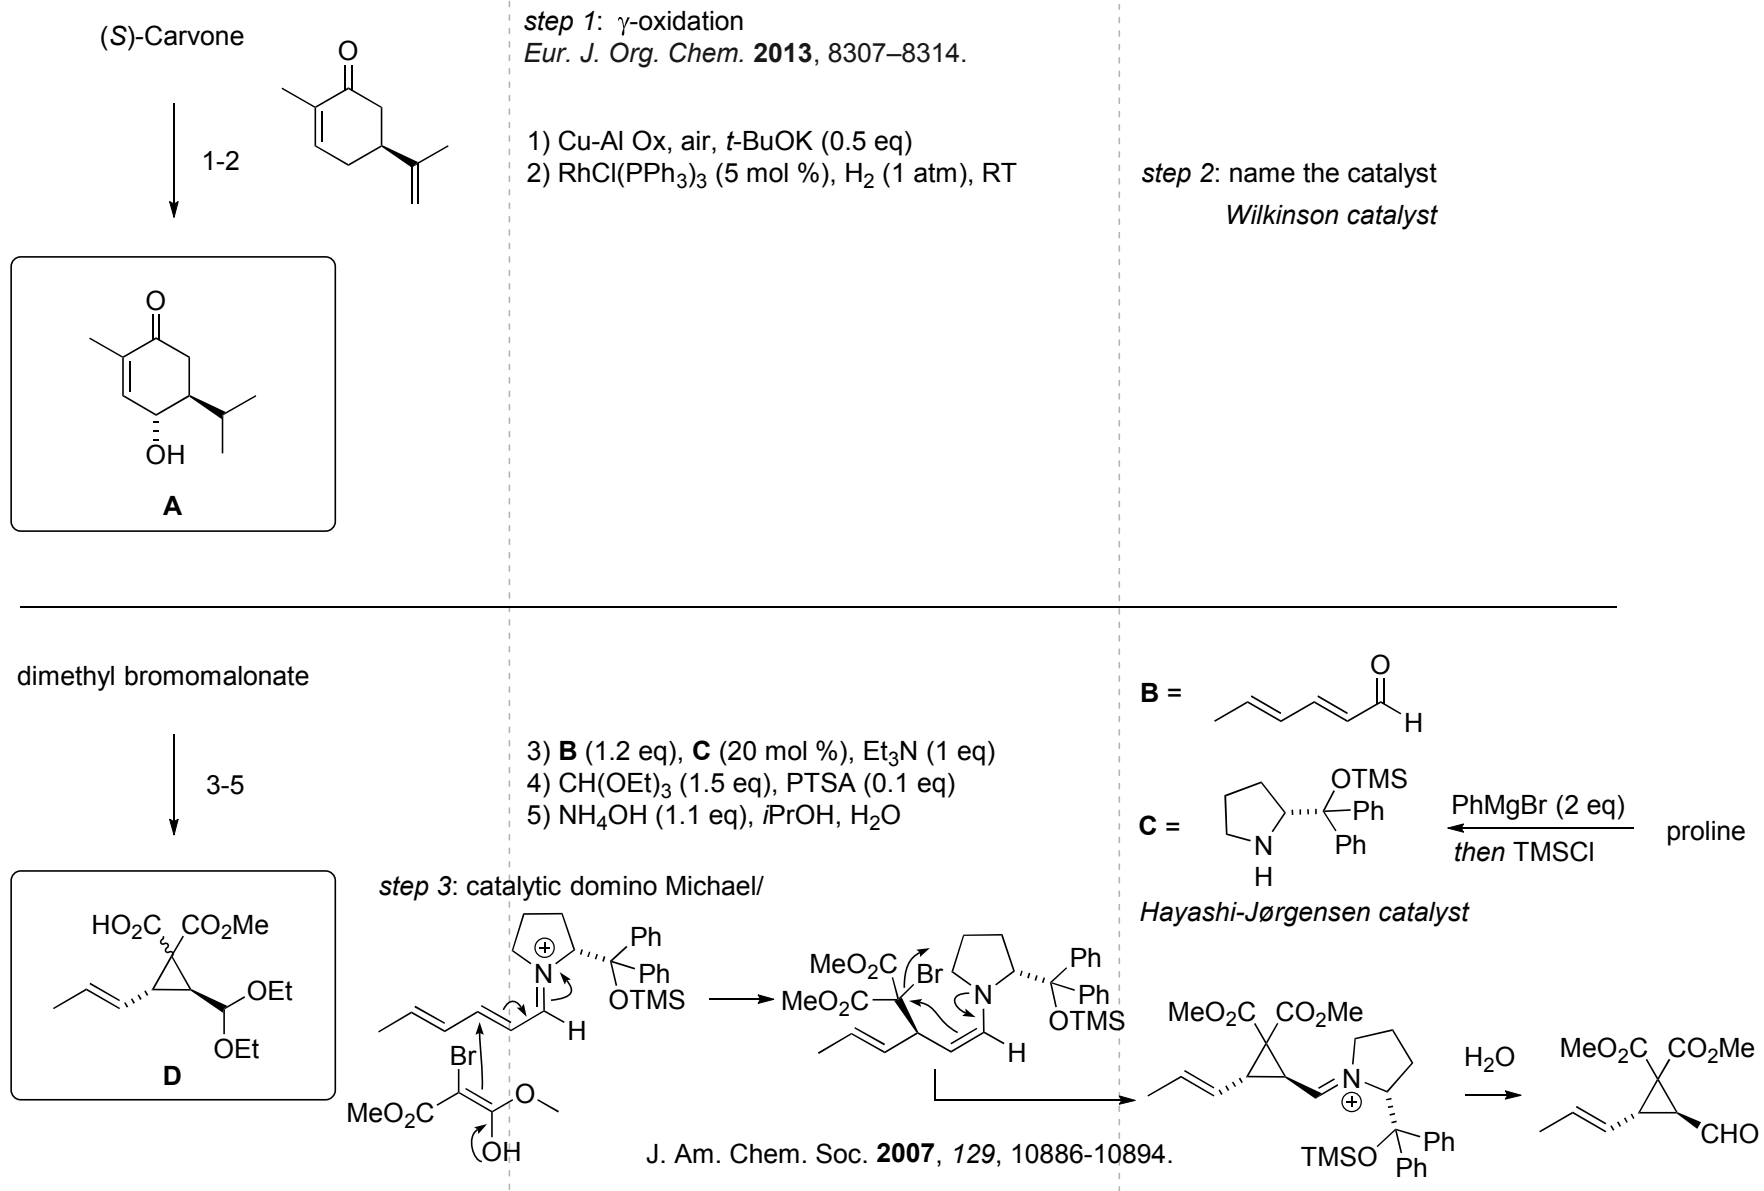 (S)-Carvone
step 1: γ-oxidation
Eur. J. Org. Chem. 2013, 8307–8314.
O
1-2
1) Cu-Al Ox, air, t-BuOK (0.5 eq)
2) RhCl(PPh3)3 (5 mol %), H2 (1 atm), RT
step 2: name the catalyst
Wilkinson catalyst
O
OH
A
dimethyl bromomalonate
3-5
3) B (1.2 eq), C (20 mol %), Et3N (1 eq)
4) CH(OEt)3 (1.5 eq), PTSA (0.1 eq)
5) NH4OH (1.1 eq), iPrOH, H2O
B =
O
H
C =
N
H
OTMS
Ph
Ph
PhMgBr (2 eq)
then TMSCl
proline
Hayashi-Jørgensen catalyst
HO2C CO2Me
OEt
OEt
D
step 3: catalytic domino Michael/
+
N
Ph
Ph
OTMS
H
Br
MeO2C
O
OH
MeO2C
Br
MeO2C
N
Ph
Ph
OTMS
H
MeO2C CO2Me
N
+
TMSO
Ph
Ph
H2O
MeO2C CO2Me
CHO
J. Am. Chem. Soc. 2007, 129, 10886-10894.